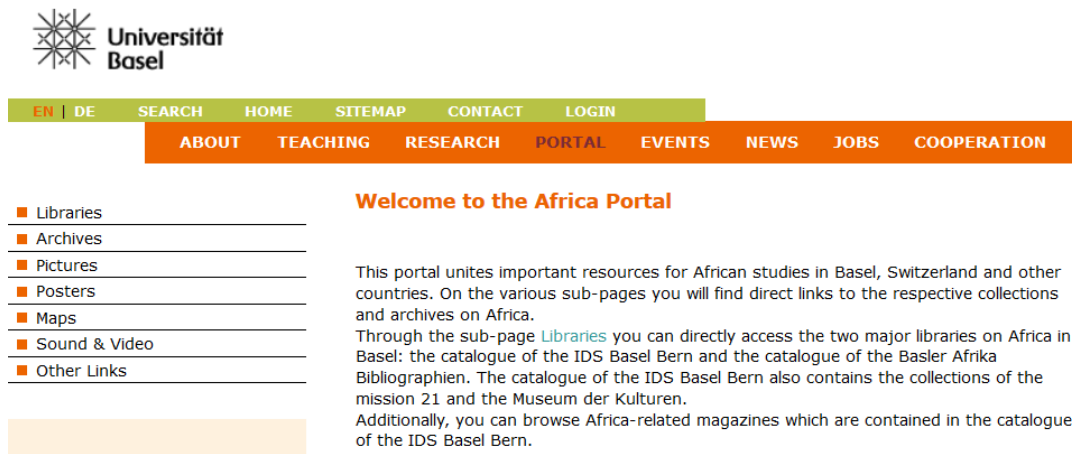 Universität
Basel
EN | DE SEARCH HOME SITEMAP CONTACT LOGIN
ABOUT TEACHING RESEARCH PORTAL EVENTS NEWS JOBS COOPERATION
Libraries
Archives
Pictures
Posters
Maps
Sound & Video
Other Links
Welcome to the Africa Portal
This portal unites important resources for African studies in Basel, Switzerland and other
countries. On the various sub-pages you will find direct links to the respective collections
and archives on Africa.
Through the sub-page Libraries you can directly access the two major libraries on Africa in
Basel: the catalogue of the IDS Basel Bern and the catalogue of the Basler Afrika
Bibliographien. The catalogue of the IDS Basel Bern also contains the collections of the
mission 21 and the Museum der Kulturen.
Additionally, you can browse Africa-related magazines which are contained in the catalogue
of the IDS Basel Bern.